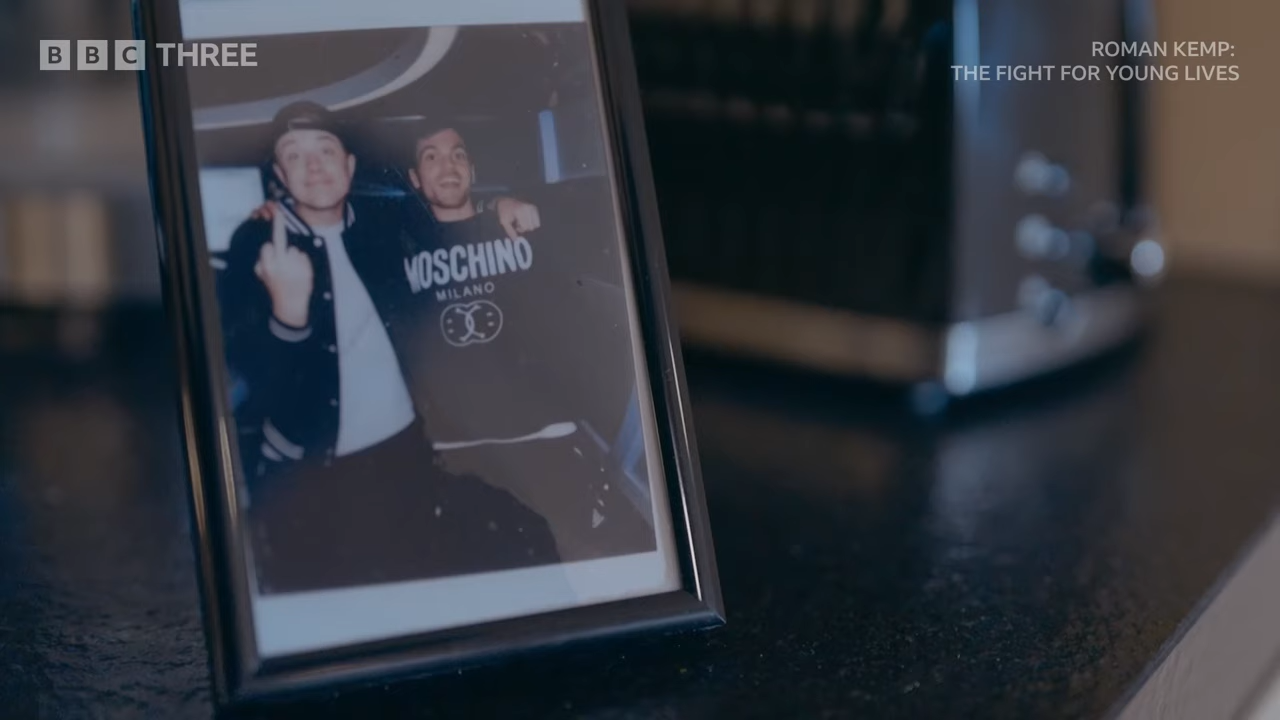 BBC THREE
ROMAN KEMP:
THE FIGHT FOR YOUNG LIVES
MOSCHINO
MILANO